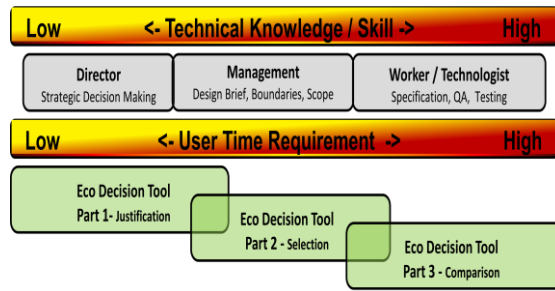 Low <- Technical Knowledge / Skill -> High
Director
Strategic Decision Making
Management
Design Brief, Boundaries, Scope
Worker / Technologist
Specification, QA, Testing
Low <- User Time Requirement -> High
Eco Decision Tool
Part 1- Justification
Eco Decision Tool
Part 2 - Selection
Eco Decision Tool
Part 3 - Comparison